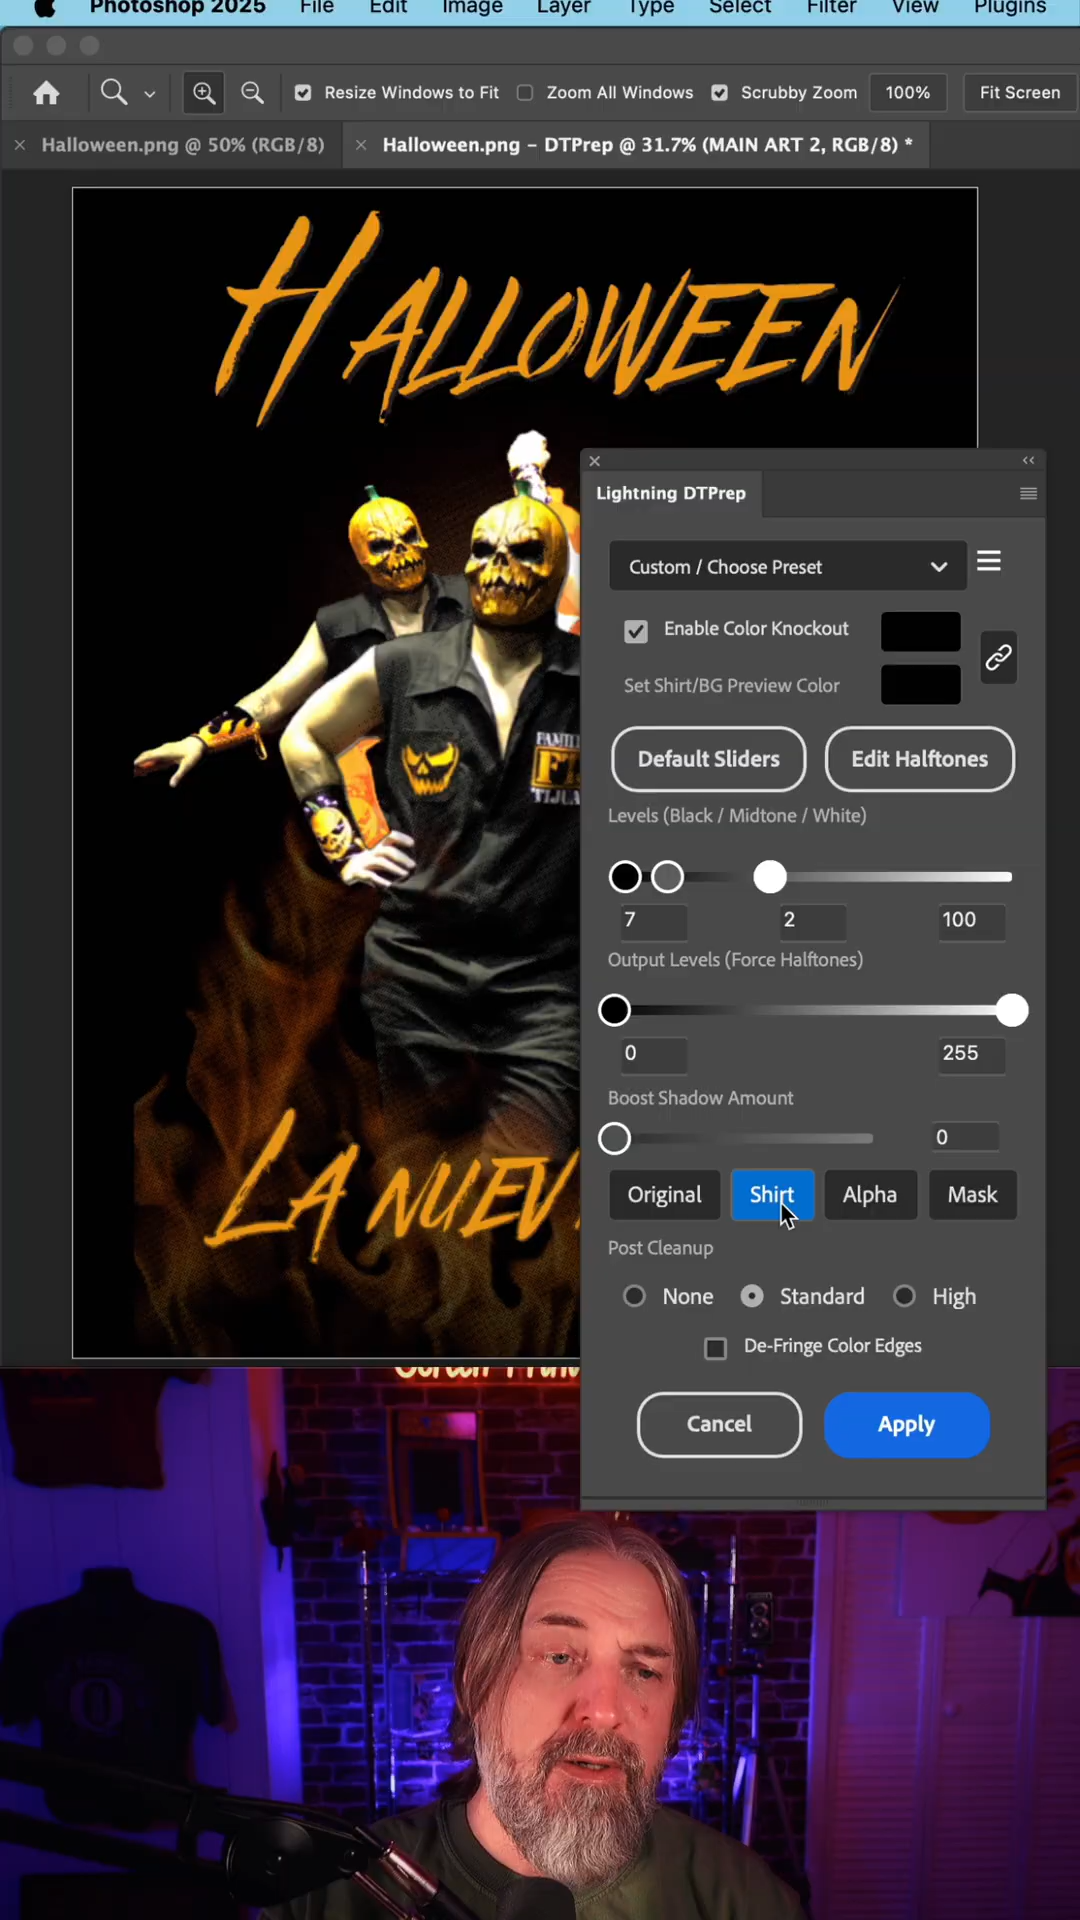 Photoshop 2025 File Edit Image Layer Type Select Filter View Plugins
Resize Windows to Fit Zoom All Windows Scrubby Zoom 100% Fit Screen
Halloween.png @ 50% (RGB/8) Halloween.png – DTPrep @ 31.7% (MAIN ART 2, RGB/8) *
HALLOWEEN
LA NUEV
Lightning DTPrep
Custom / Choose Preset
Enable Color Knockout
Set Shirt/BG Preview Color
Default Sliders Edit Halftones
Levels (Black / Midtone / White)
7 2 100
Output Levels (Force Halftones)
0 255
Boost Shadow Amount
0
Original Shirt Alpha Mask
Post Cleanup
None Standard High
De-Fringe Color Edges
Cancel Apply